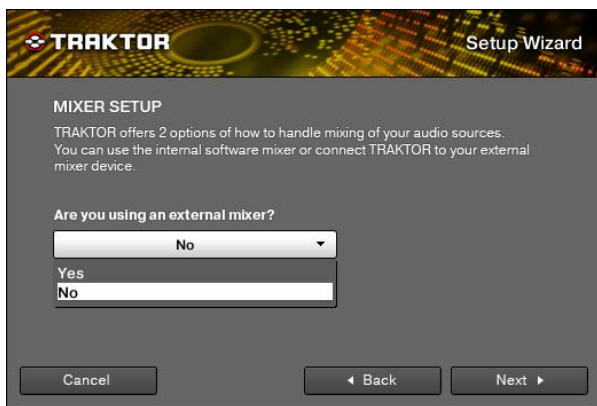 TRAKTOR
Setup Wizard
MIXER SETUP
TRAKTOR offers 2 options of how to handle mixing of your audio sources.
You can use the internal software mixer or connect TRAKTOR to your external
mixer device.
Are you using an external mixer?
No
Yes
No
Cancel
Back
Next